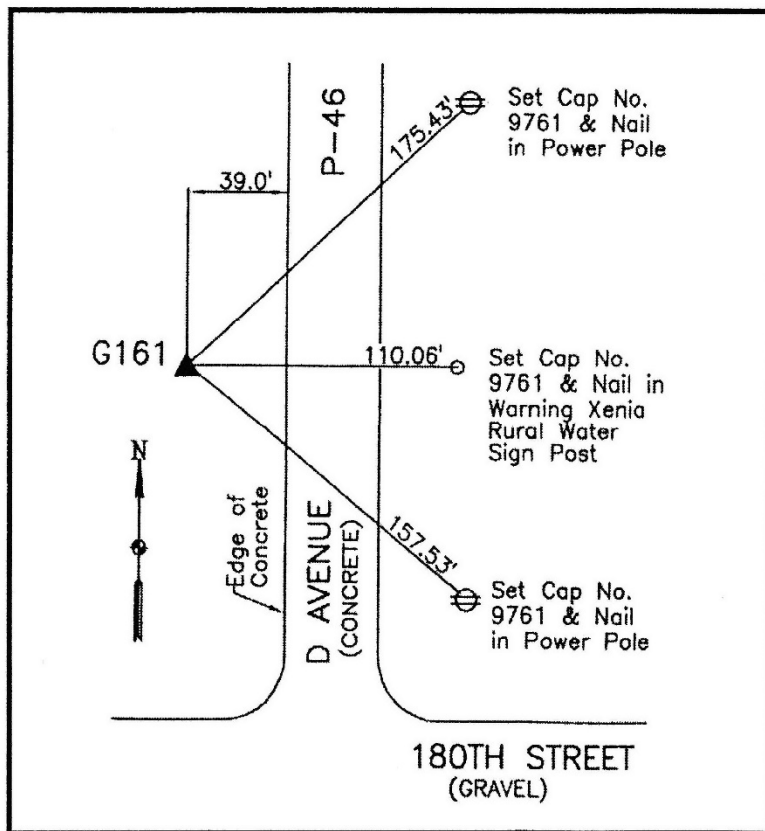 Set Cap No.
9761 & Nail
in Power Pole
P-46
175.43'
39.0'
G161
110.06'
Set Cap No.
9761 & Nail in
Warning Xenia
Rural Water
Sign Post
N
Edge of
Concrete
D AVENUE
(CONCRETE)
157.53'
Set Cap No.
9761 & Nail
in Power Pole
180TH STREET
(GRAVEL)